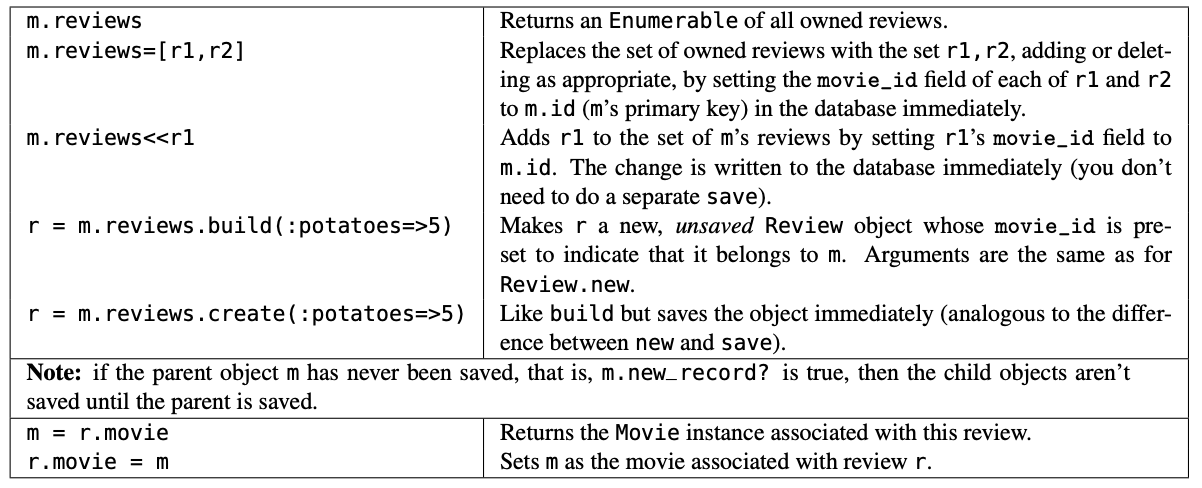 m.reviews Returns an Enumerable of all owned reviews.
m.reviews=[r1,r2] Replaces the set of owned reviews with the set r1,r2, adding or delet-
ing as appropriate, by setting the movie_id field of each of r1 and r2
to m.id (m's primary key) in the database immediately.
m.reviews<<r1 Adds r1 to the set of m's reviews by setting r1's movie_id field to
m.id. The change is written to the database immediately (you don't
need to do a separate save).
r = m.reviews.build(:potatoes=>5) Makes r a new, unsaved Review object whose movie_id is pre-
set to indicate that it belongs to m. Arguments are the same as for
Review.new.
r = m.reviews.create(:potatoes=>5) Like build but saves the object immediately (analogous to the differ-
ence between new and save).
Note: if the parent object m has never been saved, that is, m.new_record? is true, then the child objects aren't
saved until the parent is saved.
m = r.movie Returns the Movie instance associated with this review.
r.movie = m Sets m as the movie associated with review r.